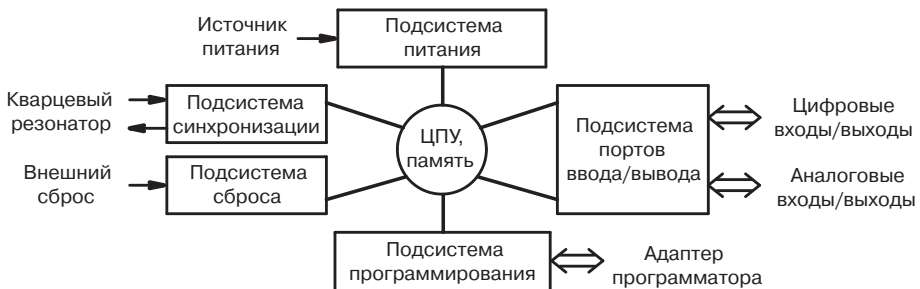 Источник
питания
Подсистема
питания
Кварцевый
резонатор
Подсистема
синхронизации
ЦПУ,
память
Подсистема
портов
ввода/вывода
Цифровые
входы/выходы
Внешний
сброс
Подсистема
сброса
Аналоговые
входы/выходы
Подсистема
программирования
Адаптер
программатора